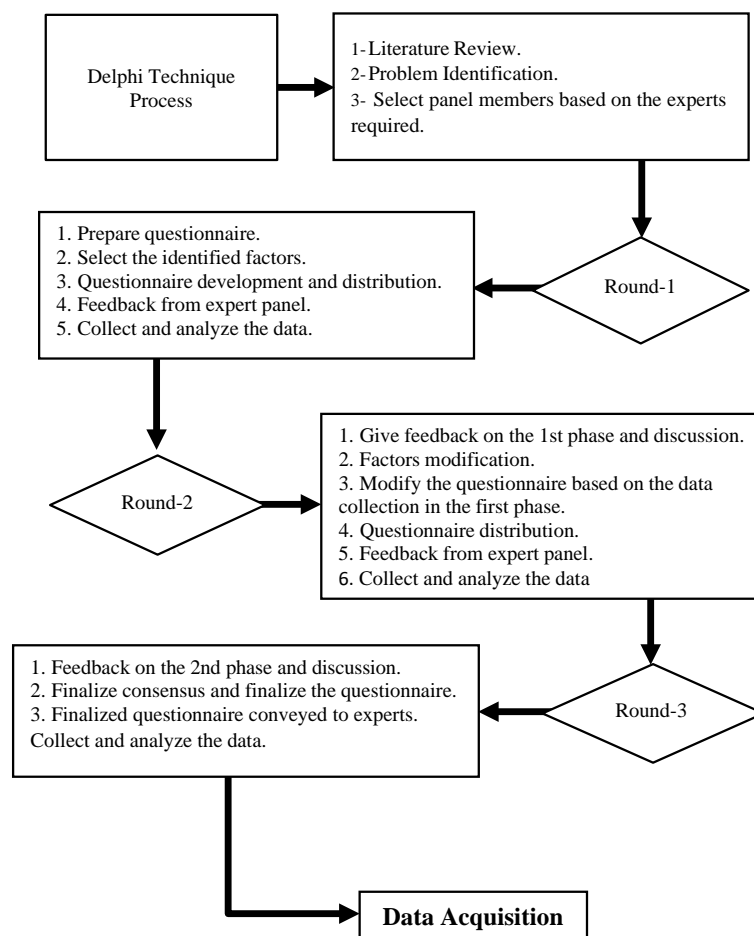 Delphi Technique
Process
1-Literature Review.
2-Problem Identification.
3- Select panel members based on the experts
required.
Round-1
1. Prepare questionnaire.
2. Select the identified factors.
3. Questionnaire development and distribution.
4. Feedback from expert panel.
5. Collect and analyze the data.
Round-2
1. Give feedback on the 1st phase and discussion.
2. Factors modification.
3. Modify the questionnaire based on the data
collection in the first phase.
4. Questionnaire distribution.
5. Feedback from expert panel.
6. Collect and analyze the data
Round-3
1. Feedback on the 2nd phase and discussion.
2. Finalize consensus and finalize the questionnaire.
3. Finalized questionnaire conveyed to experts.
Collect and analyze the data.
Data Acquisition